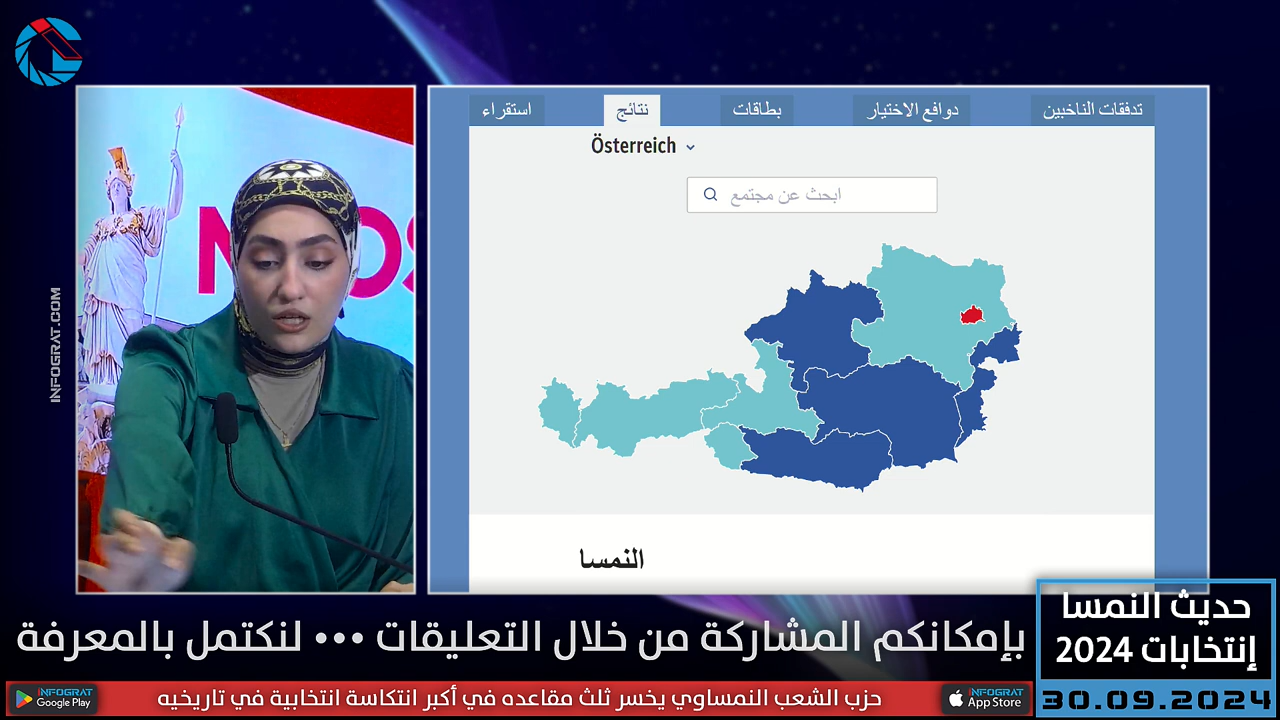 INFOGRAT.COM
NEOS
استقراء
نتائج
بطاقات
دوافع الاختيار
تدفقات الناخبين
Österreich
ابحث عن مجتمع
النمسا
حديث النمسا
إنتخابات 2024
30.09.2024
بإمكانكم المشاركة من خلال التعليقات ••• لنكتمل بالمعرفة
INFOGRAT
Google Play
حزب الشعب النمساوي يخسر ثلث مقاعده في أكبر انتكاسة انتخابية في تاريخيه
INFOGRAT
App Store